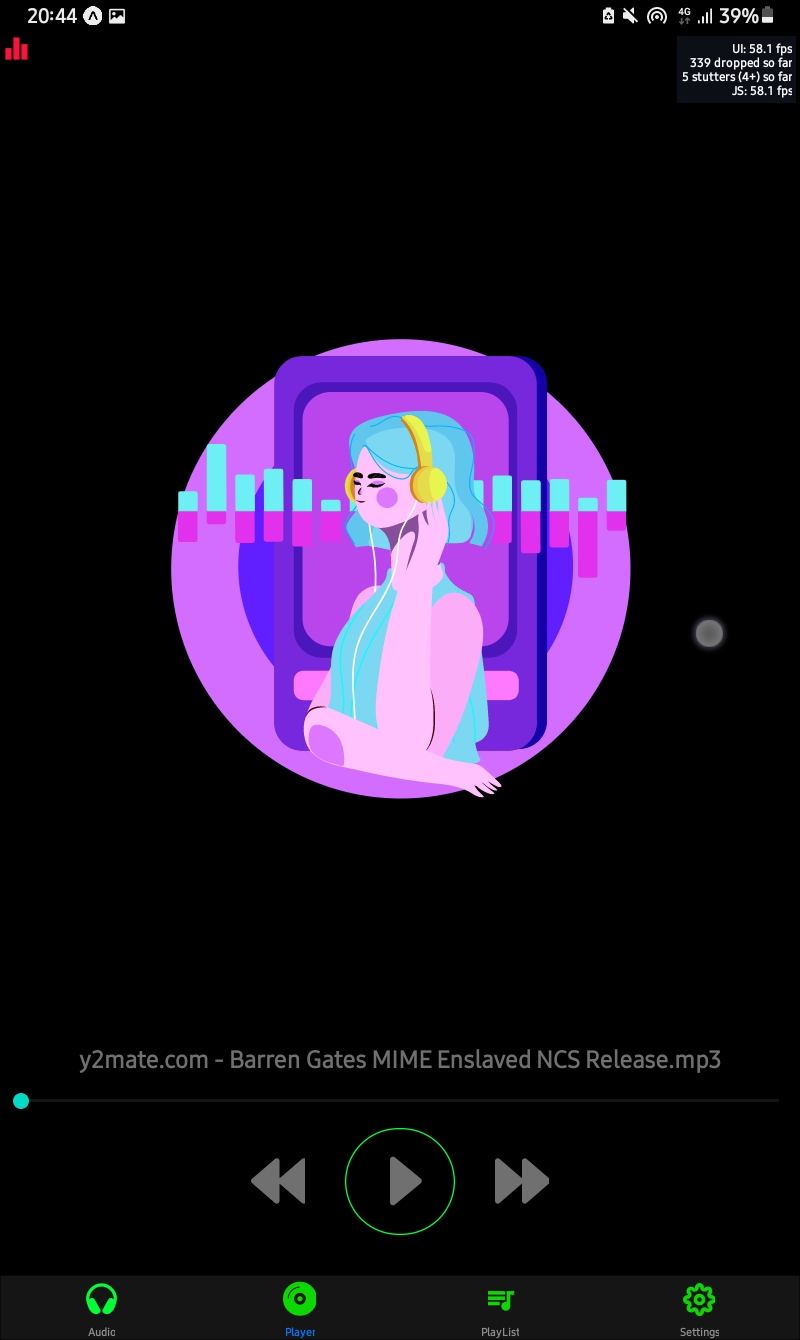 20:44
4G
39%
UI: 58.1 fps
339 dropped so far
5 stutters (4+) so far
JS: 58.1 fps
y2mate.com - Barren Gates MIME Enslaved NCS Release.mp3
Audio
Player
PlayList
Settings